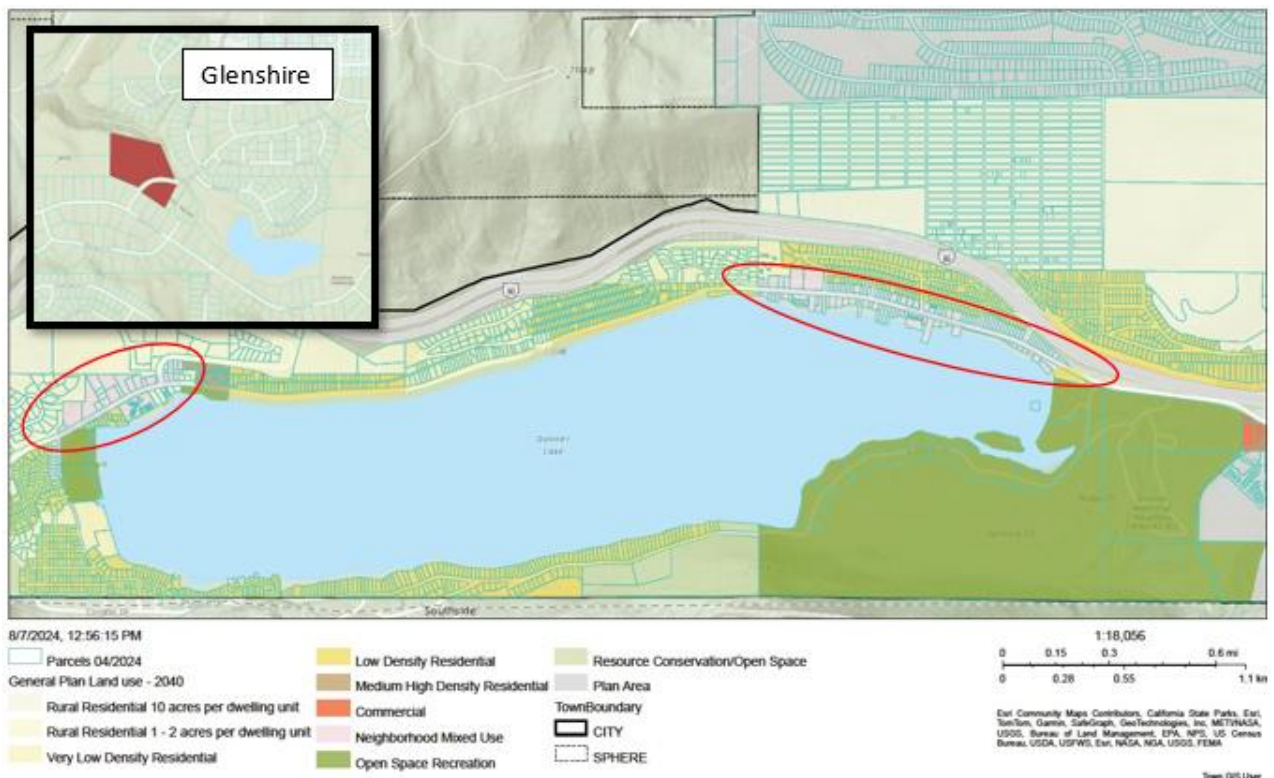 Glenshire
Donner
Lake
80
80
Southside
8/7/2024, 12:56:15 PM
Parcels 04/2024
General Plan Land use - 2040
Rural Residential 10 acres per dwelling unit
Rural Residential 1 - 2 acres per dwelling unit
Very Low Density Residential
Low Density Residential
Medium High Density Residential
Commercial
Neighborhood Mixed Use
Open Space Recreation
Resource Conservation/Open Space
Plan Area
TownBoundary
CITY
SPHERE
1:18,056
0 0.15 0.3 0.6 mi
0 0.28 0.55 1.1 km
Esri Community Maps Contributors, California State Parks, Esri,
TomTom, Garmin, SafeGraph, GeoTechnologies, Inc, METI/NASA,
USGS, Bureau of Land Management, EPA, NPS, US Census
Bureau, USDA, USFWS, Esri, NASA, NGA, USGS, FEMA
Town GIS User